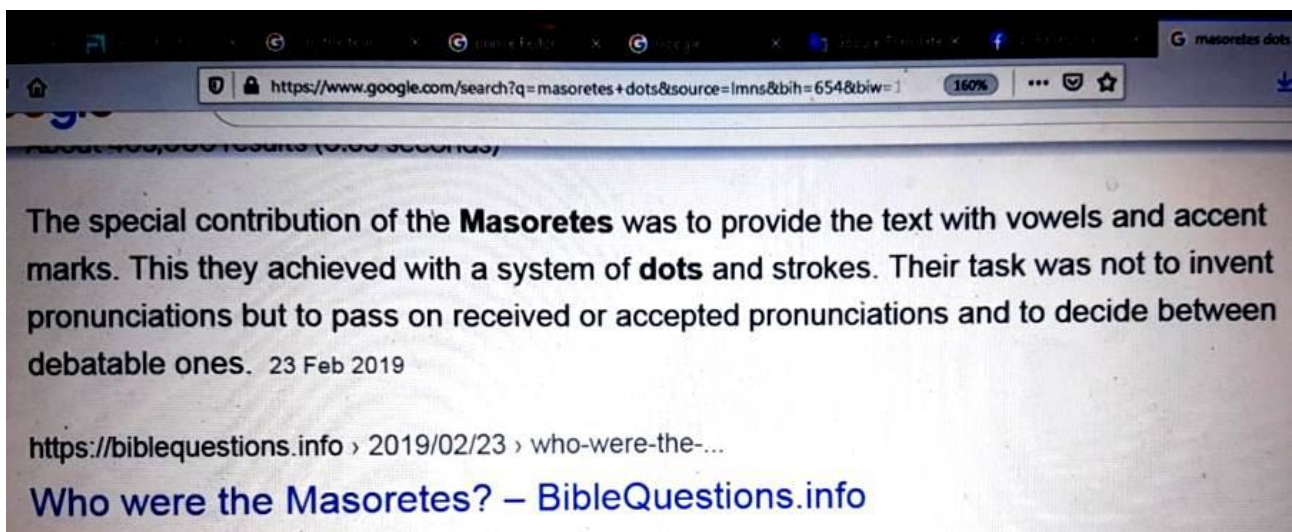 G masoretes dots
https://www.google.com/search?q=masoretes+dots&source=lmns&bih=654&biw=1
160%
The special contribution of the Masoretes was to provide the text with vowels and accent
marks. This they achieved with a system of dots and strokes. Their task was not to invent
pronunciations but to pass on received or accepted pronunciations and to decide between
debatable ones. 23 Feb 2019
https://biblequestions.info › 2019/02/23 › who-were-the-...
Who were the Masoretes? – BibleQuestions.info